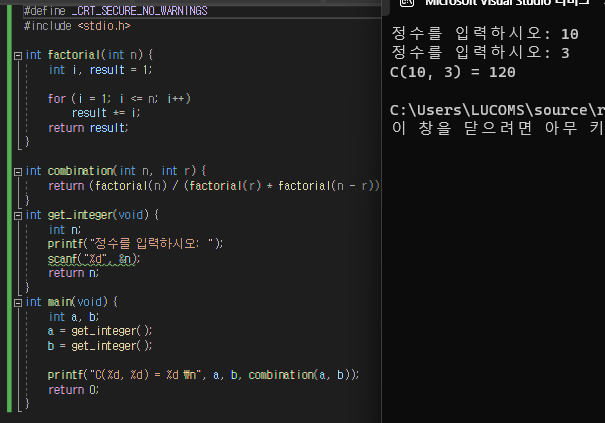 #define _CRT_SECURE_NO_WARNINGS
#include <stdio.h>
int factorial(int n) {
int i, result = 1;
for (i = 1; i <= n; i++)
result *= i;
return result;
}
int combination(int n, int r) {
return (factorial(n) / (factorial(r) * factorial(n - r))
}
int get_integer(void) {
int n;
printf("정수를 입력하시오: ");
scanf("%d", &n);
return n;
}
int main(void) {
int a, b;
a = get_integer();
b = get_integer();
printf("C(%d, %d) = %d ₩n", a, b, combination(a, b));
return 0;
}
Microsoft Visual Studio 디버그
정수를 입력하시오: 10
정수를 입력하시오: 3
C(10, 3) = 120
C:\Users\LUCOMS\source\r
이 창을 닫으려면 아무 키